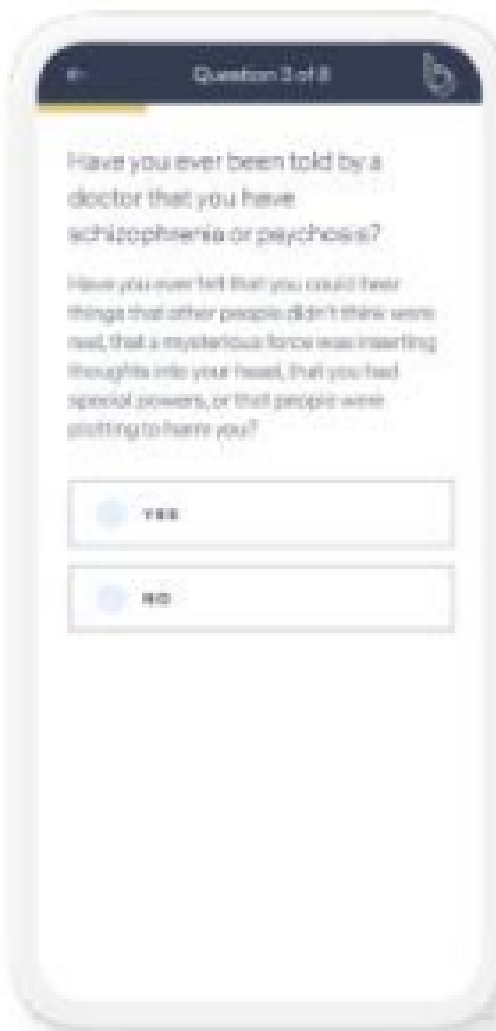 Question 3 of 8
Have you ever been told by a
doctor that you have
schizophrenia or psychosis?
Have you ever felt that you could hear
things that other people didn't think were
real, that a mysterious force was inserting
thoughts into your head, that you had
special powers, or that people were
plotting to harm you?
YES
NO